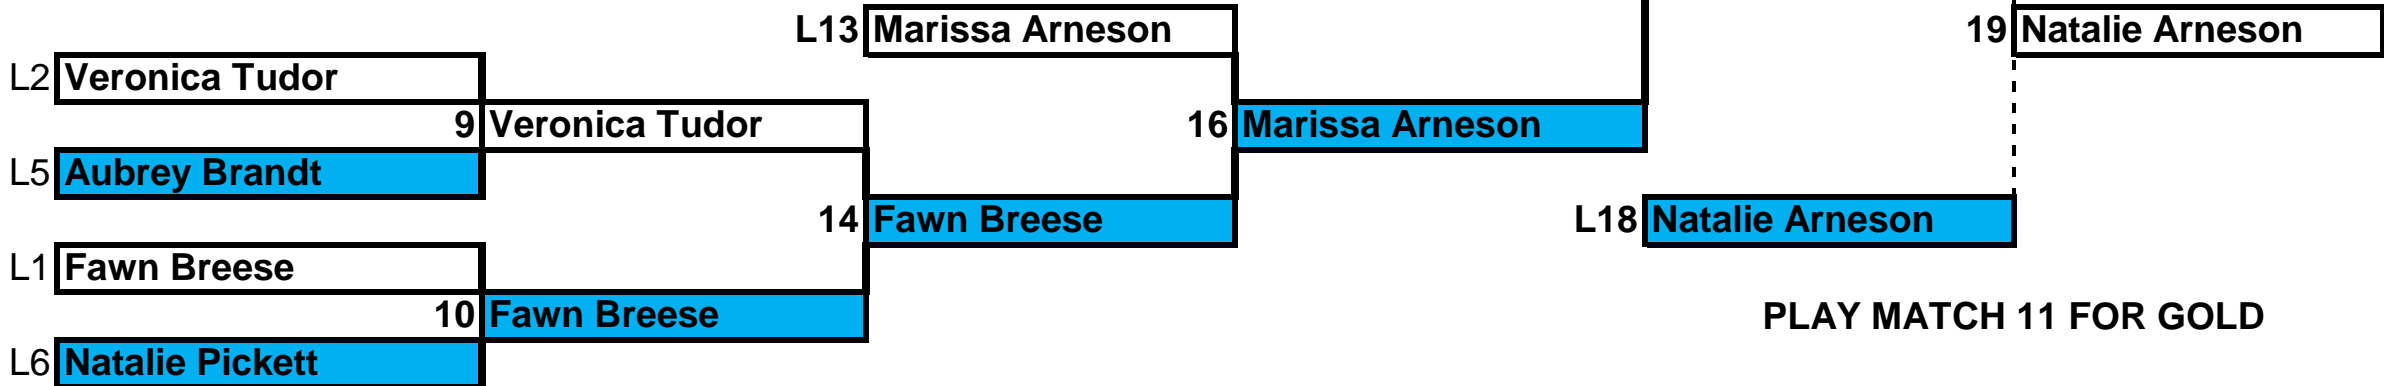 L13 Marissa Arneson 19 Natalie Arneson
L2 Veronica Tudor
9 Veronica Tudor 16 Marissa Arneson
L5 Aubrey Brandt
14 Fawn Breese L18 Natalie Arneson
L1 Fawn Breese
10 Fawn Breese PLAY MATCH 11 FOR GOLD
L6 Natalie Pickett